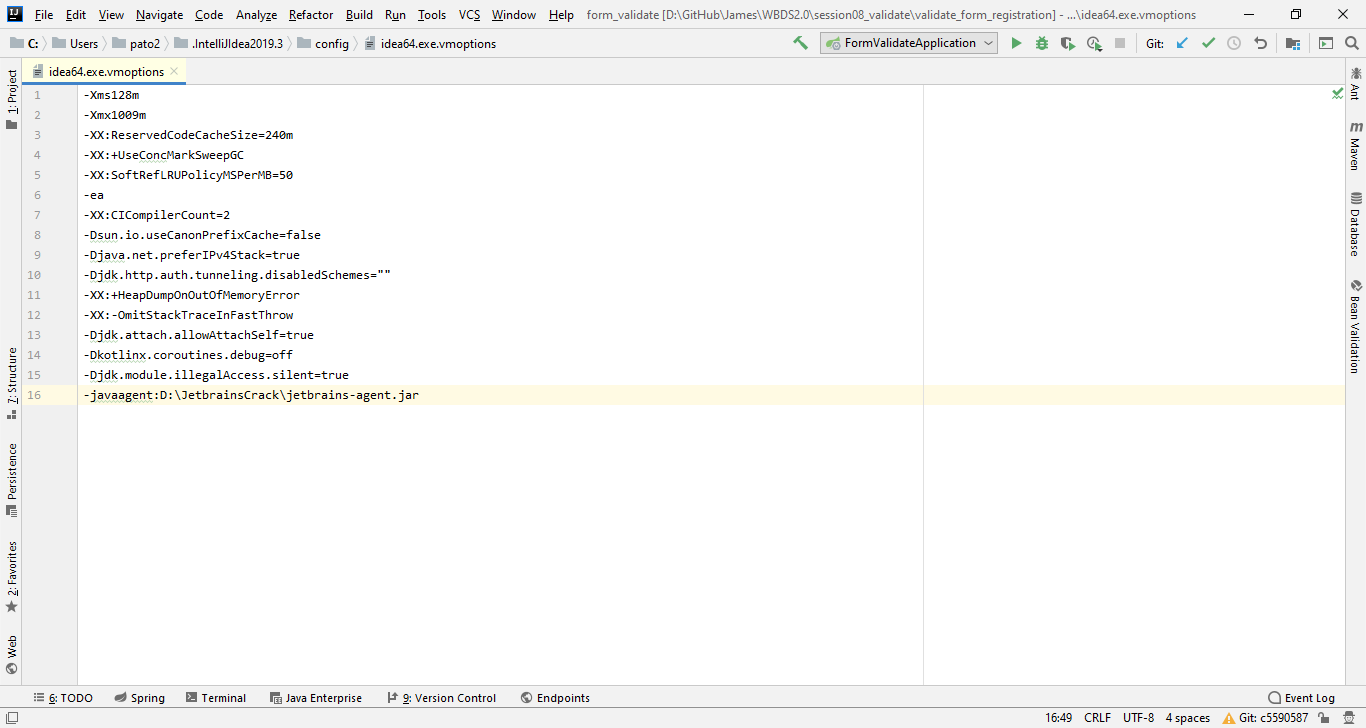 File Edit View Navigate Code Analyze Refactor Build Run Tools VCS Window Help form_validate [D:\GitHub\James\WBDS2.0\session08_validate\validate_form_registration] - ...\idea64.exe.vmoptions
C: Users pato2 .IntelliJIdea2019.3 config idea64.exe.vmoptions FormValidateApplication Git:
idea64.exe.vmoptions
1 -Xms128m
2 -Xmx1009m
3 -XX:ReservedCodeCacheSize=240m
4 -XX:+UseConcMarkSweepGC
5 -XX:SoftRefLRUPolicyMSPerMB=50
6 -ea
7 -XX:CICompilerCount=2
8 -Dsun.io.useCanonPrefixCache=false
9 -Djava.net.preferIPv4Stack=true
10 -Djdk.http.auth.tunneling.disabledSchemes=""
11 -XX:+HeapDumpOnOutOfMemoryError
12 -XX:-OmitStackTraceInFastThrow
13 -Djdk.attach.allowAttachSelf=true
14 -Dkotlinx.coroutines.debug=off
15 -Djdk.module.illegalAccess.silent=true
16 -javaagent:D:\JetbrainsCrack\jetbrains-agent.jar
1: Project
7: Structure
Persistence
2: Favorites
Web
Ant
m Maven
Database
Bean Validation
6: TODO Spring Terminal Java Enterprise 9: Version Control Endpoints Event Log
16:49 CRLF UTF-8 4 spaces Git: c5590587